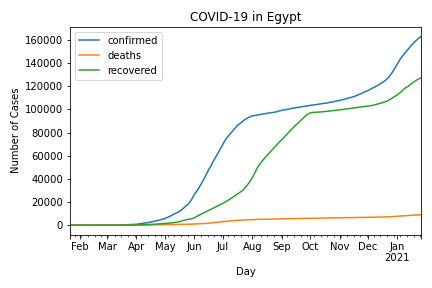 COVID-19 in Egypt
confirmed
deaths
recovered
Number of Cases
160000
140000
120000
100000
80000
60000
40000
20000
0
Feb Mar Apr May Jun Jul Aug Sep Oct Nov Dec Jan
2021
Day